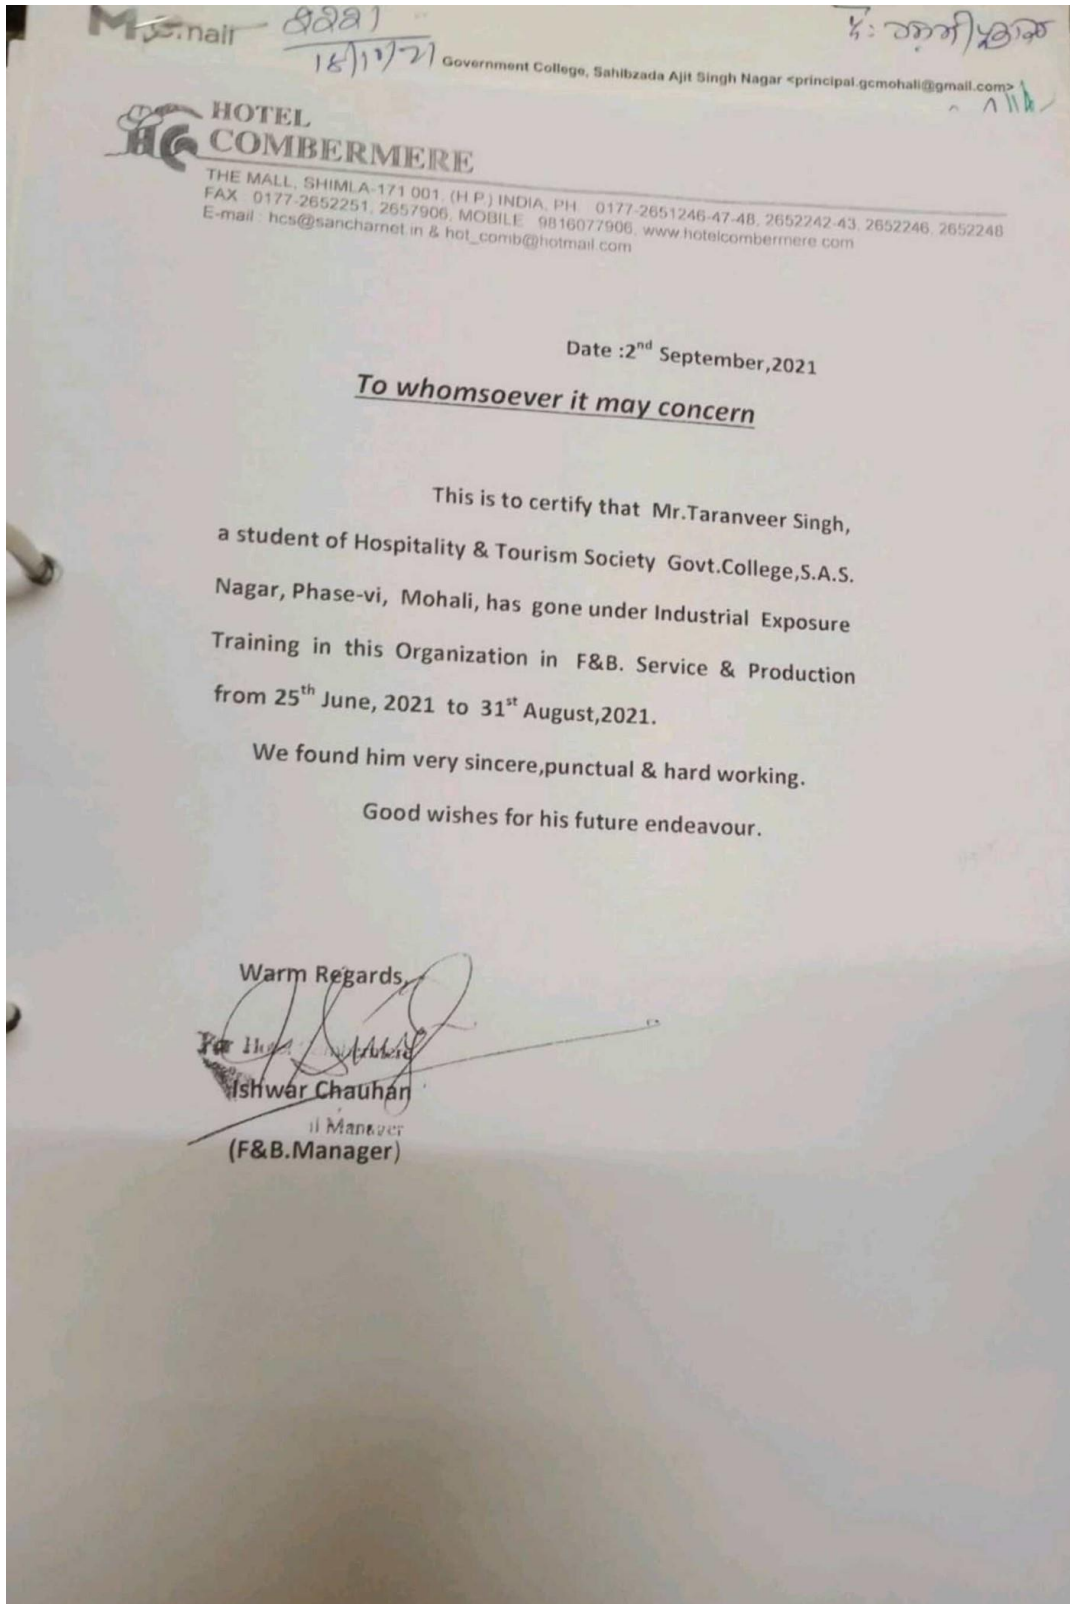 18/11/21
Government College, Sahibzada Ajit Singh Nagar <principal.gcmohali@gmail.com>
HOTEL
COMBERMERE
THE MALL, SHIMLA-171 001, (H.P.) INDIA, PH. 0177-2651246-47-48, 2652242-43, 2652246, 2652248
FAX : 0177-2652251, 2657906, MOBILE 9816077906, www.hotelcombermere.com
E-mail : hcs@sancharnet.in & hot_comb@hotmail.com
Date :2nd September,2021
To whomsoever it may concern
This is to certify that Mr.Taranveer Singh,
a student of Hospitality & Tourism Society Govt.College,S.A.S.
Nagar, Phase-vi, Mohali, has gone under Industrial Exposure
Training in this Organization in F&B. Service & Production
from 25th June, 2021 to 31st August,2021.
We found him very sincere,punctual & hard working.
Good wishes for his future endeavour.
Warm Regards,
For
Ishwar Chauhan
Manager
(F&B.Manager)